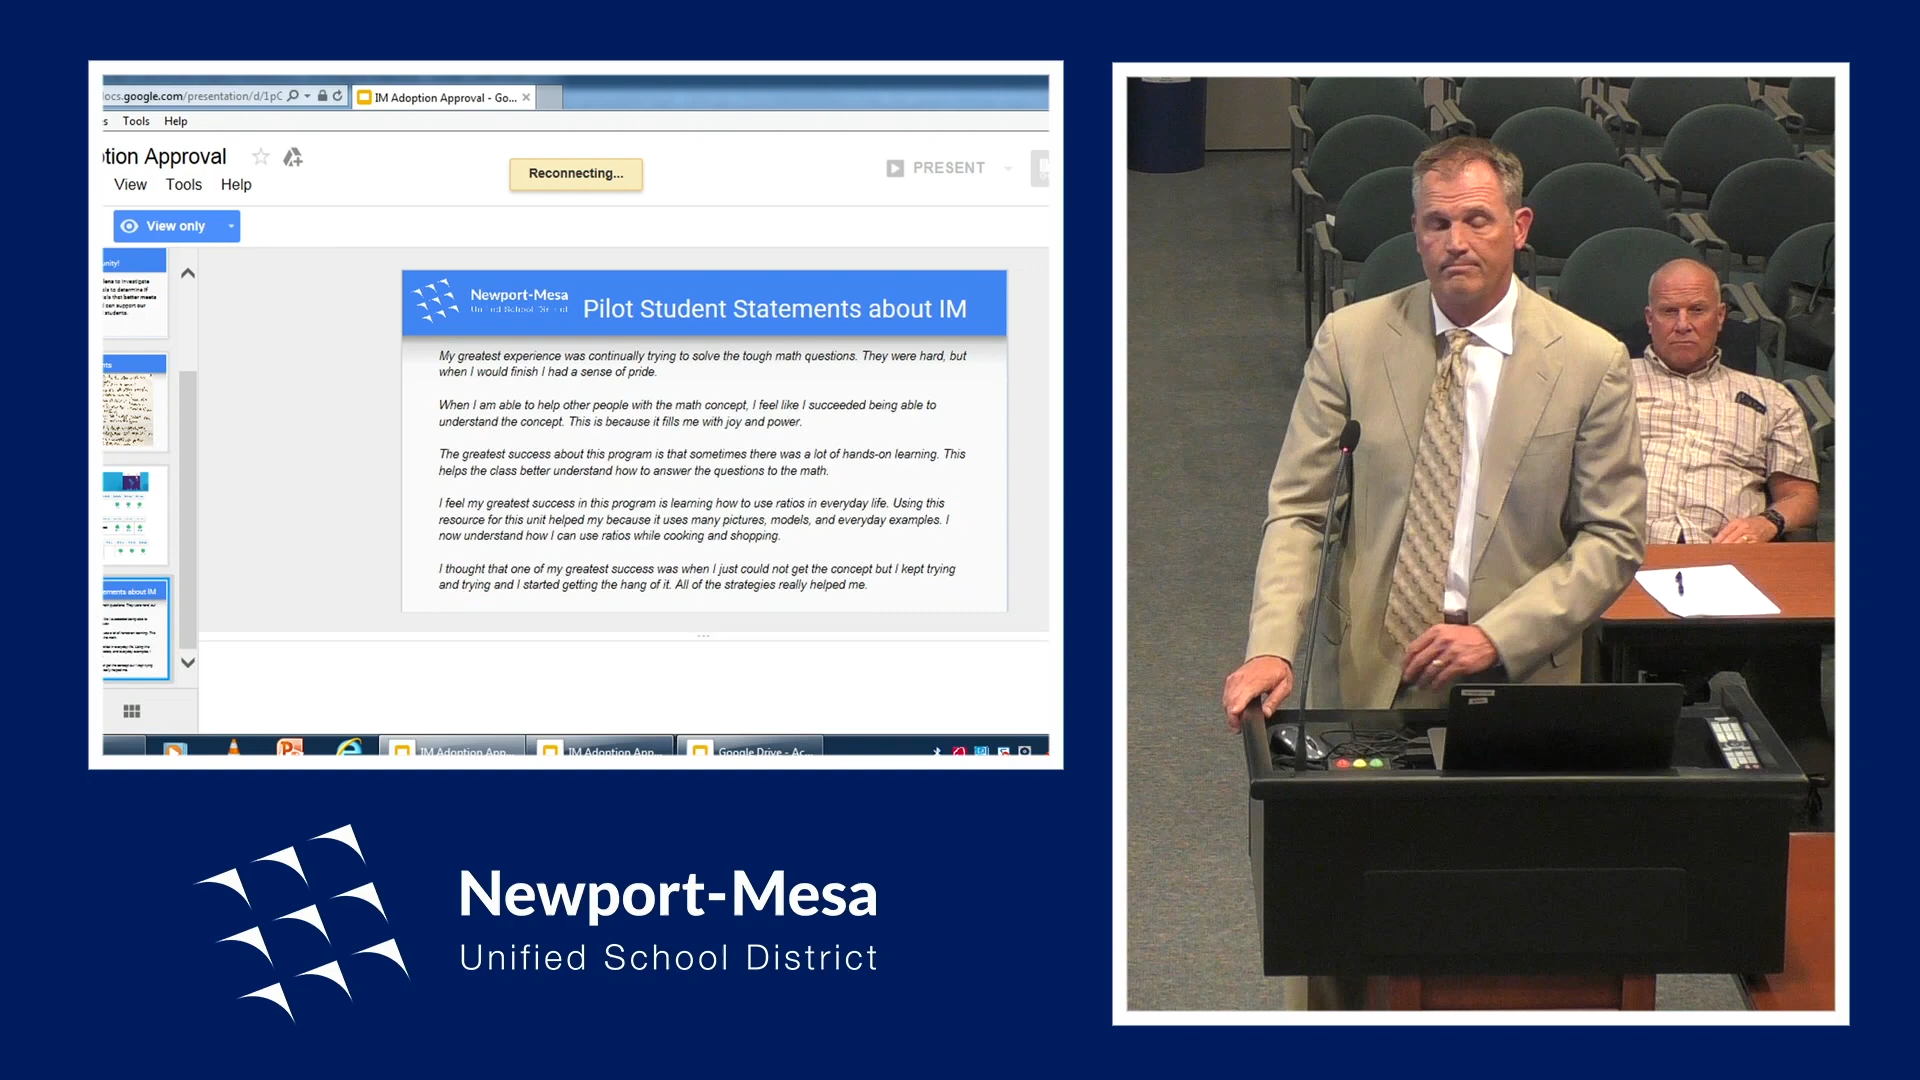 docs.google.com/presentation/d/1pC
IM Adoption Approval - Go...
Tools Help
tion Approval
View Tools Help
Reconnecting...
PRESENT
View only
Newport-Mesa
Unified School District
Pilot Student Statements about IM
My greatest experience was continually trying to solve the tough math questions. They were hard, but
when I would finish I had a sense of pride.
When I am able to help other people with the math concept, I feel like I succeeded being able to
understand the concept. This is because it fills me with joy and power.
The greatest success about this program is that sometimes there was a lot of hands-on learning. This
helps the class better understand how to answer the questions to the math.
I feel my greatest success in this program is learning how to use ratios in everyday life. Using this
resource for this unit helped my because it uses many pictures, models, and everyday examples. I
now understand how I can use ratios while cooking and shopping.
I thought that one of my greatest success was when I just could not get the concept but I kept trying
and trying and I started getting the hang of it. All of the strategies really helped me.
IM Adoption App...
IM Adoption App...
Google Drive - Ac...
Newport-Mesa
Unified School District